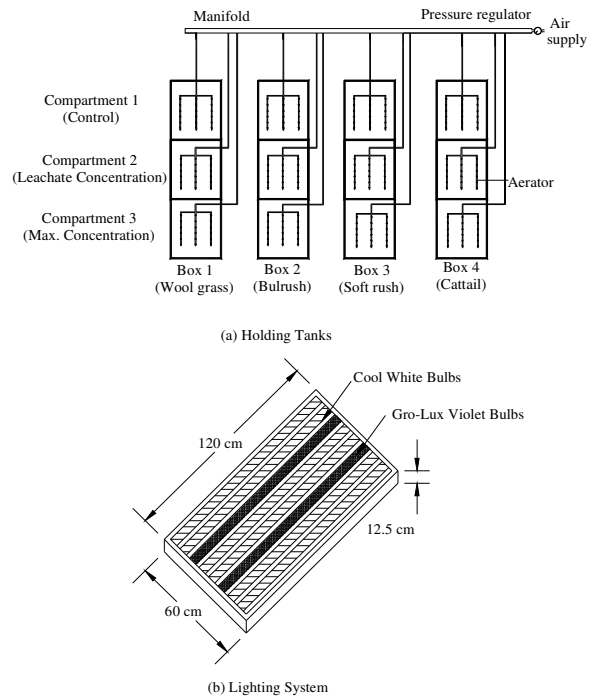 Manifold
Pressure regulator
Air
supply
Compartment 1
(Control)
Compartment 2
(Leachate Concentration)
Aerator
Compartment 3
(Max. Concentration)
Box 1
(Wool grass)
Box 2
(Bulrush)
Box 3
(Soft rush)
Box 4
(Cattail)
(a) Holding Tanks
Cool White Bulbs
Gro-Lux Violet Bulbs
120 cm
12.5 cm
60 cm
(b) Lighting System